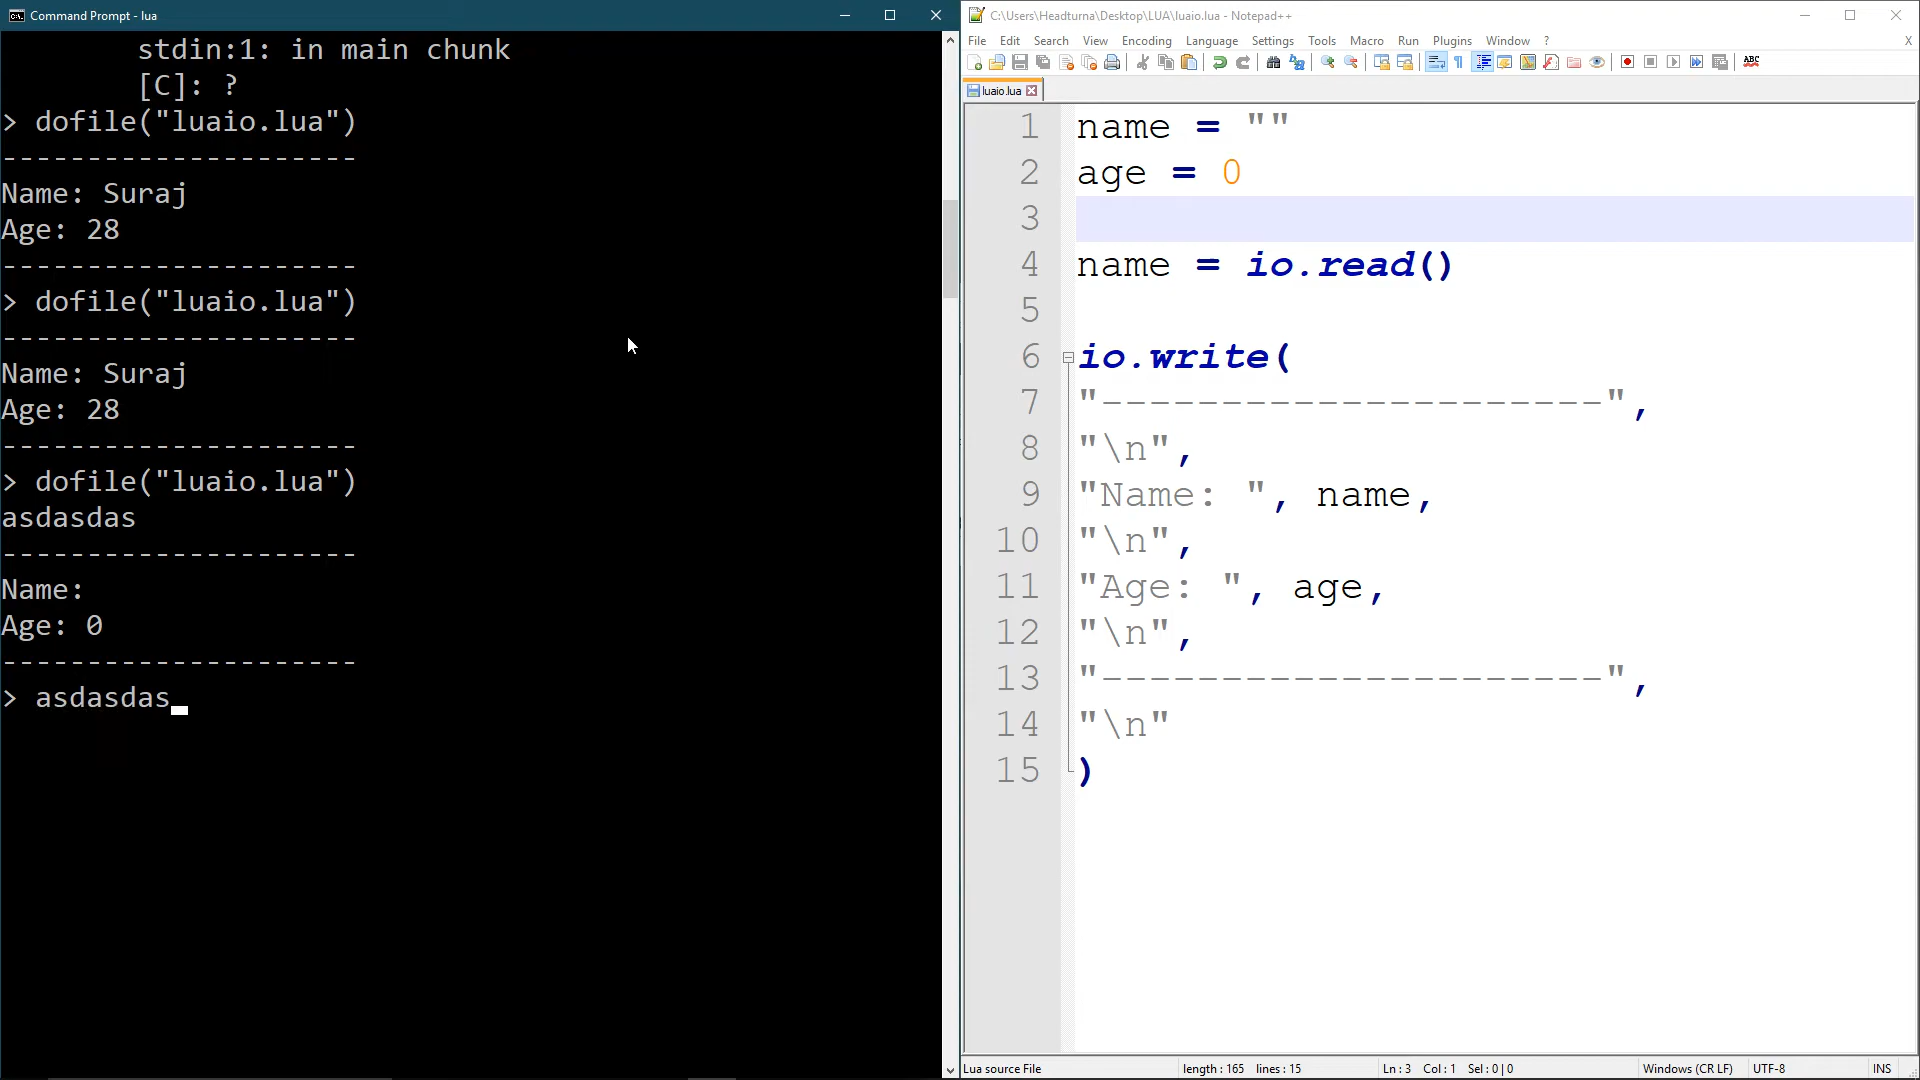 Command Prompt - lua
stdin:1: in main chunk
[C]: ?
> dofile("luaio.lua")
---------------------
Name: Suraj
Age: 28
---------------------
> dofile("luaio.lua")
---------------------
Name: Suraj
Age: 28
---------------------
> dofile("luaio.lua")
asdasdas
---------------------
Name:
Age: 0
---------------------
> asdasdas_
C:\Users\Headturna\Desktop\LUA\luaio.lua - Notepad++
File Edit Search View Encoding Language Settings Tools Macro Run Plugins Window ? X
ABC
luaio.lua
1 name = ""
2 age = 0
3
4 name = io.read()
5
6 io.write(
7 "---------------------",
8 "\n",
9 "Name: ", name,
10 "\n",
11 "Age: ", age,
12 "\n",
13 "---------------------",
14 "\n"
15 )
Lua source File length : 165 lines : 15 Ln : 3 Col : 1 Sel : 0 | 0 Windows (CR LF) UTF-8 INS